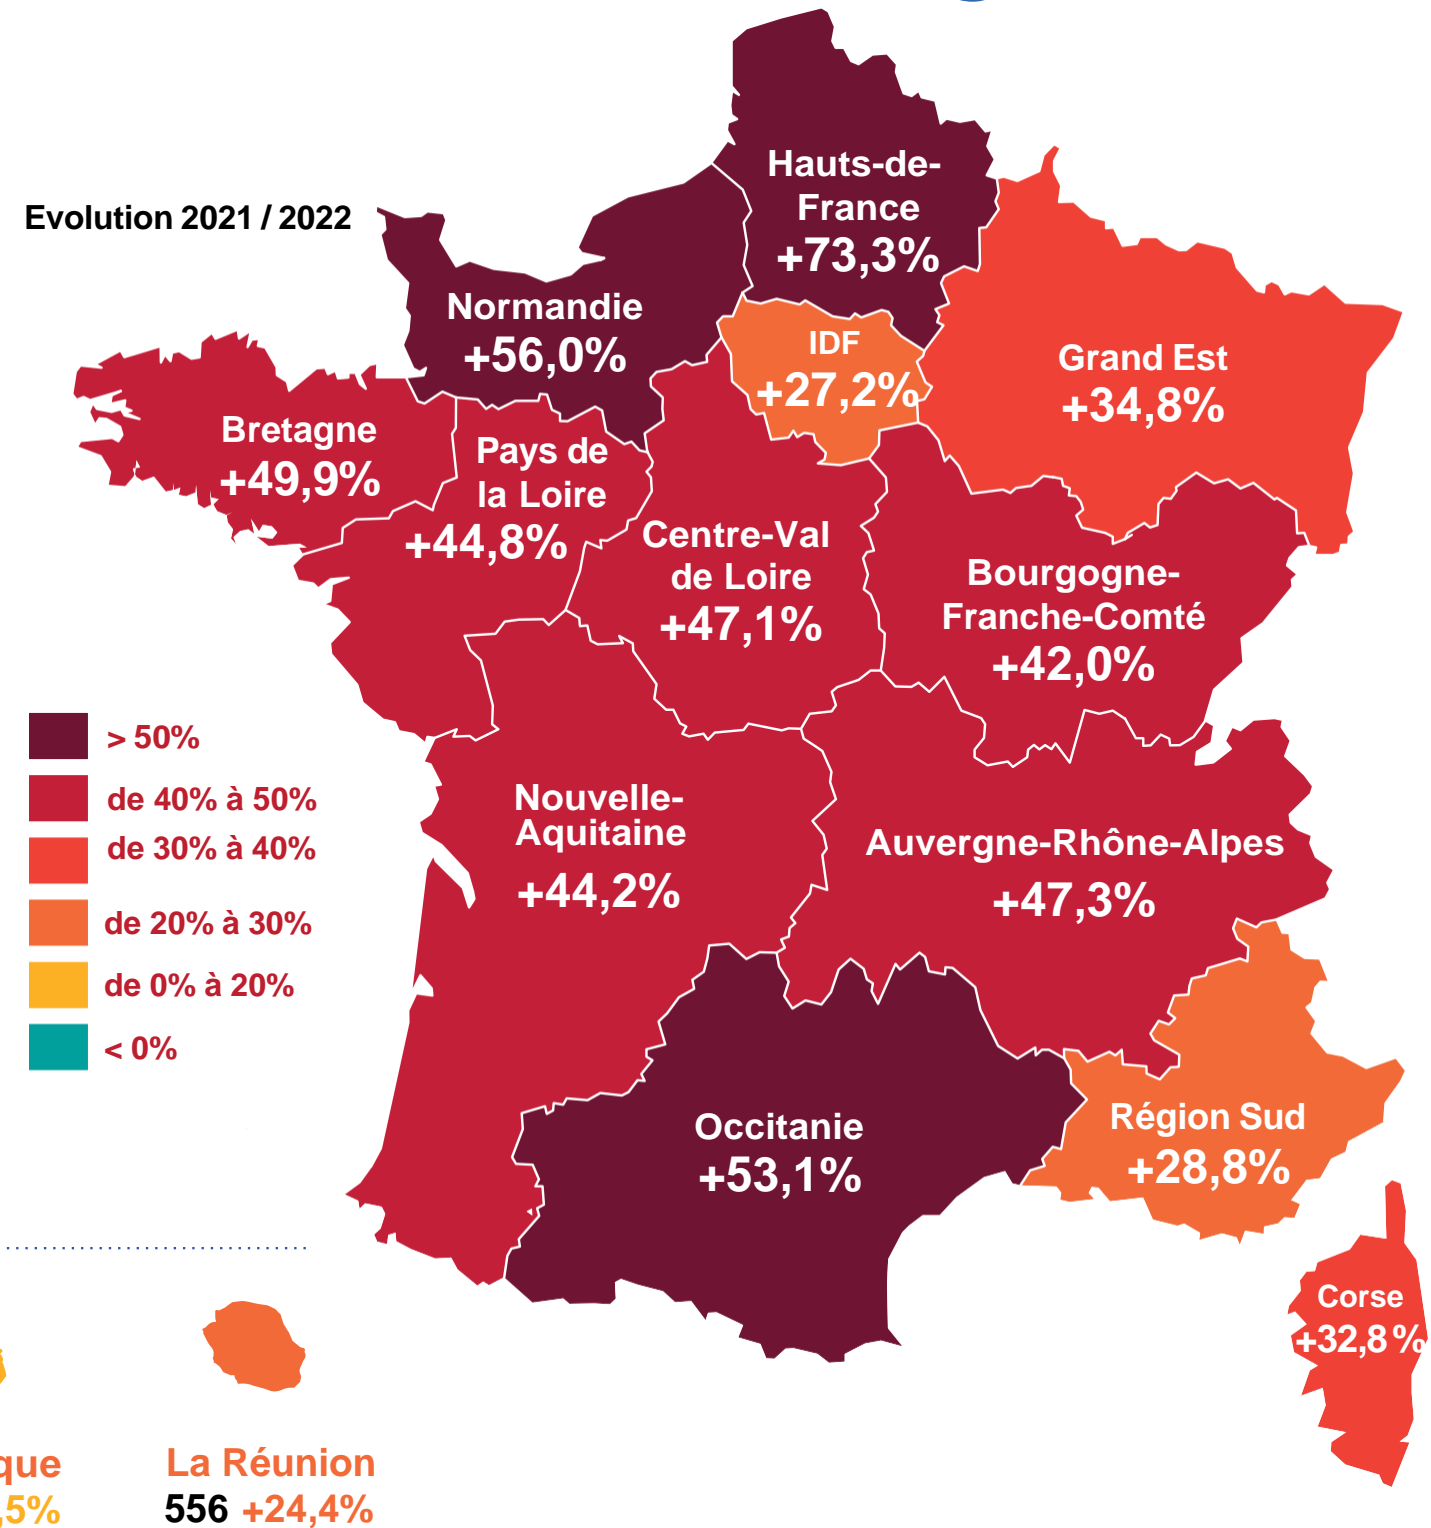 Hauts-de-
France
+73,3%
Evolution 2021 / 2022
Normandie
+56,0%
IDF
+27,2%
Grand Est
+34,8%
Bretagne
+49,9%
Pays de
la Loire
+44,8%
Centre-Val
de Loire
+47,1%
Bourgogne-
Franche-Comté
+42,0%
> 50%
de 40% à 50%
de 30% à 40%
de 20% à 30%
de 0% à 20%
< 0%
Nouvelle-
Aquitaine
+44,2%
Auvergne-Rhône-Alpes
+47,3%
Occitanie
+53,1%
Région Sud
+28,8%
Corse
+32,8%
que
,5%
La Réunion
556 +24,4%